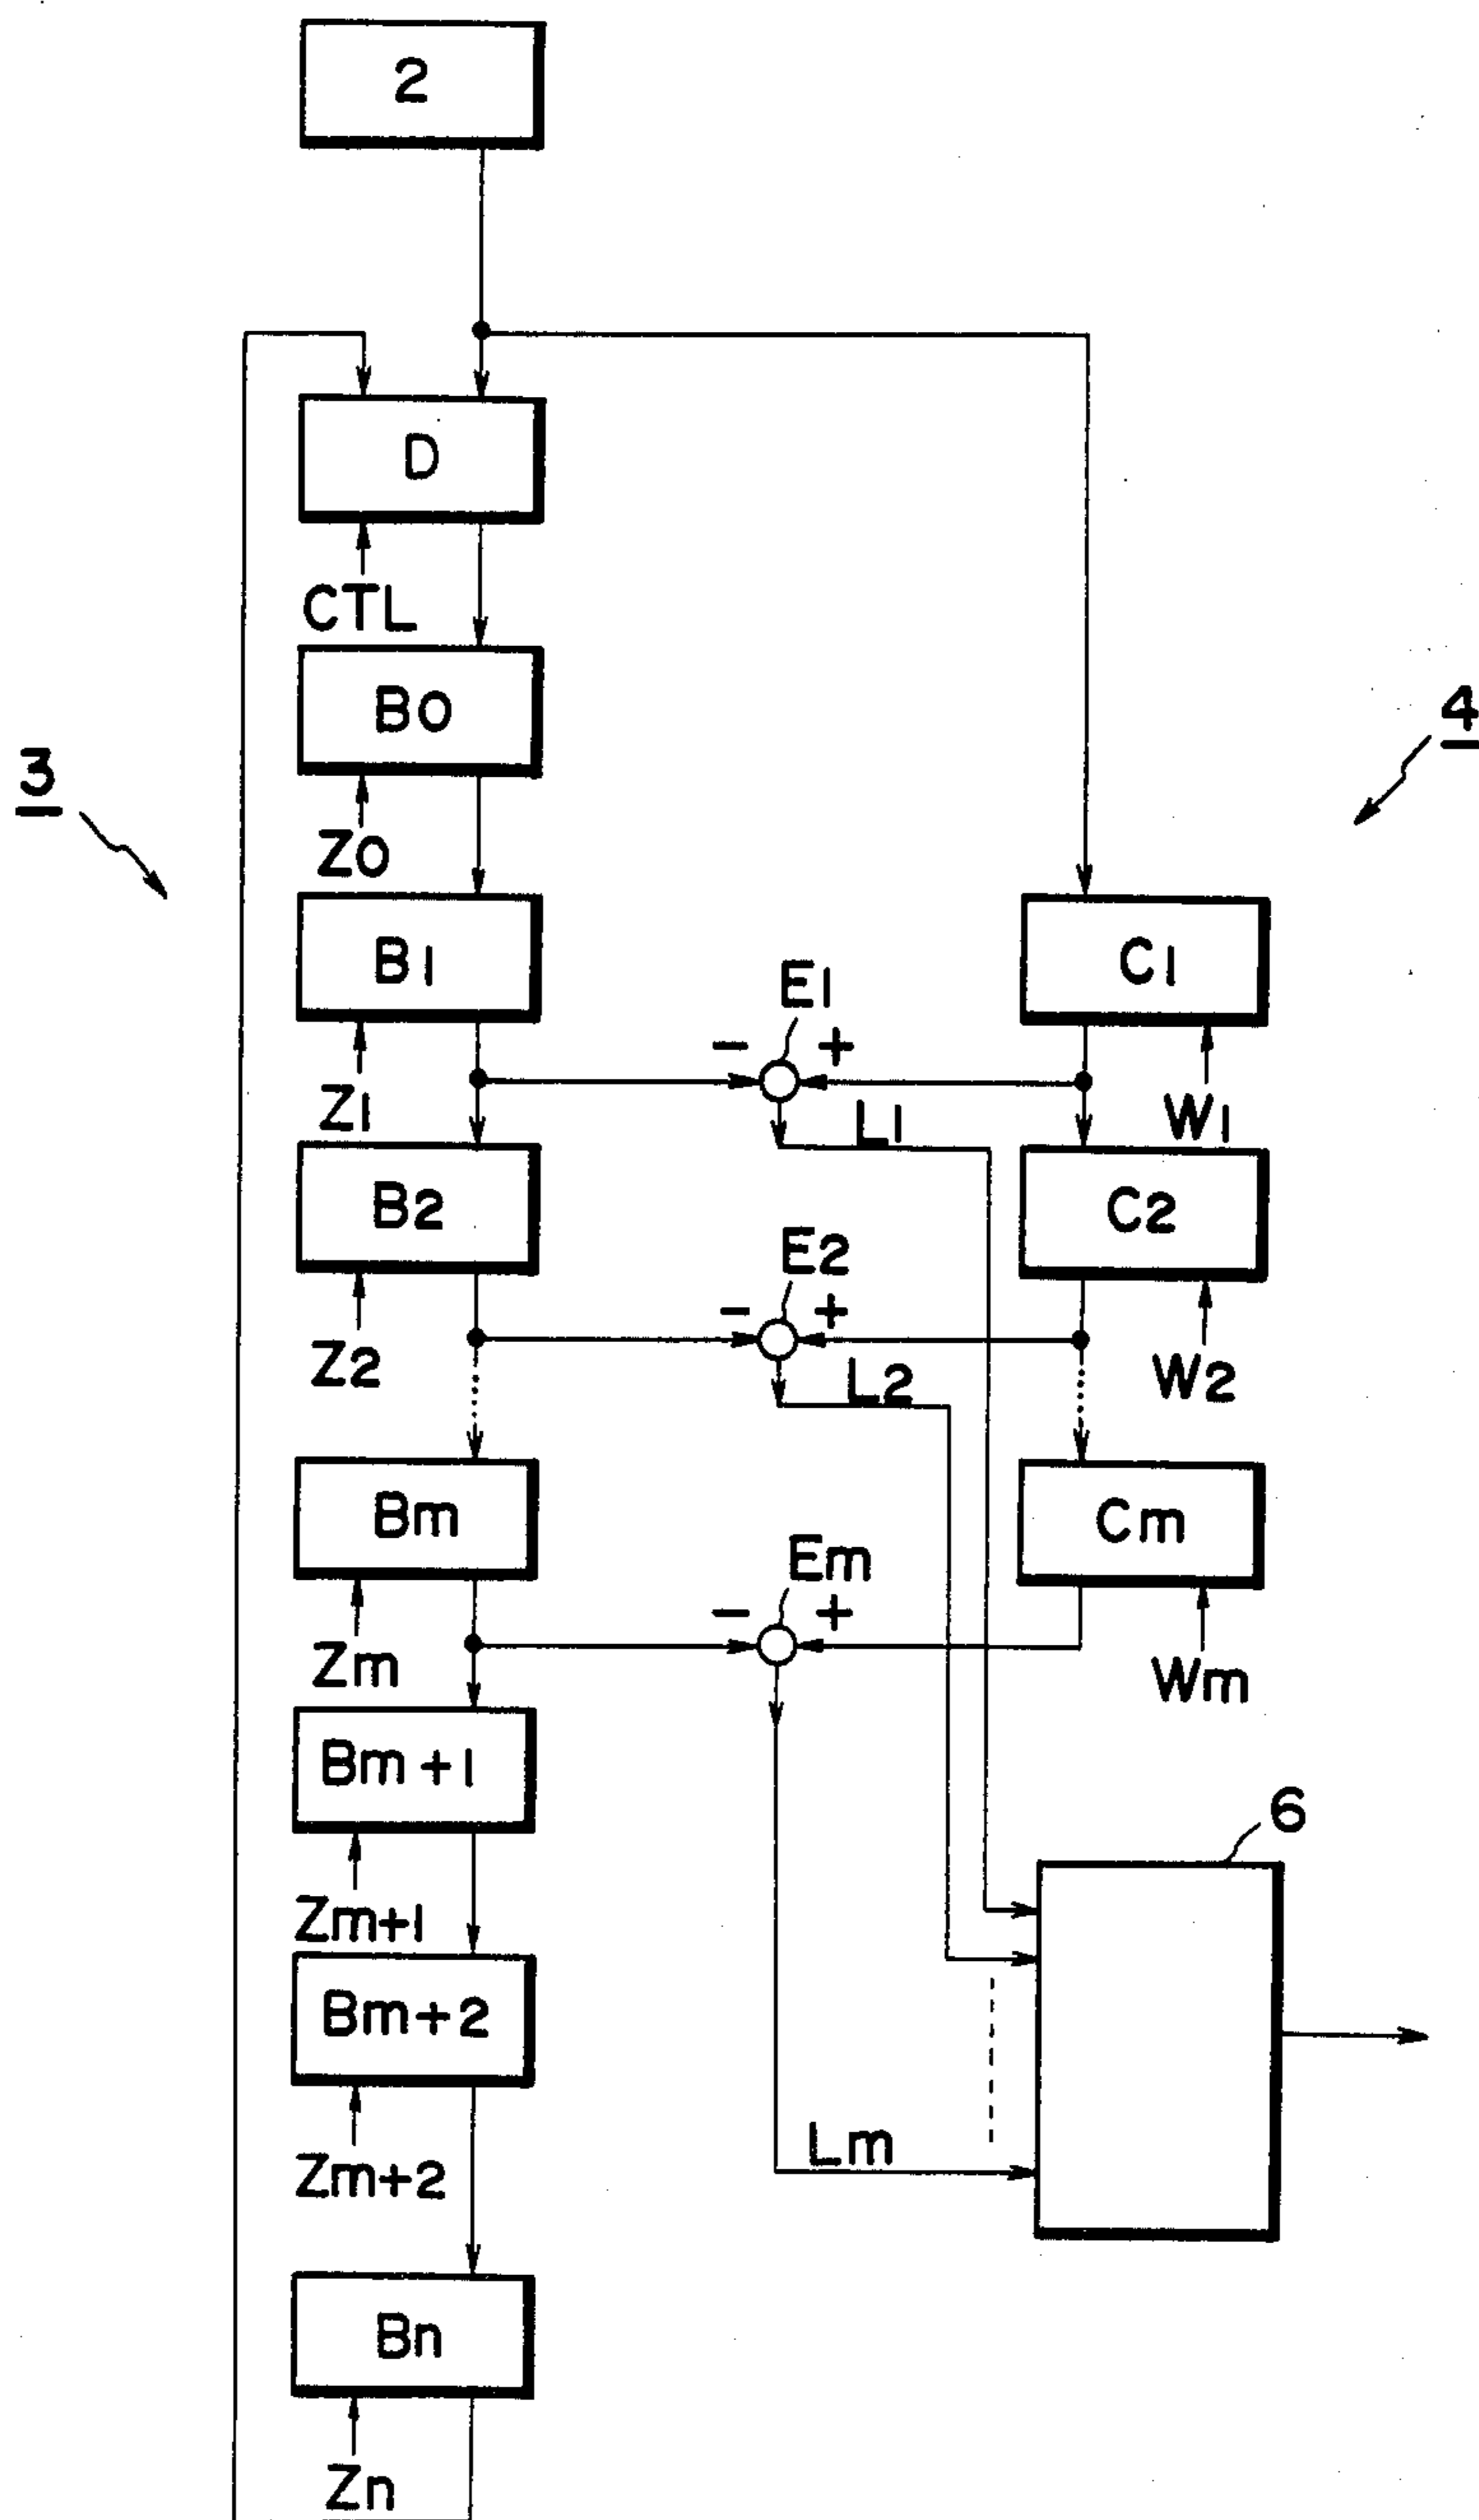 2
D
CTL
B0
4
3
Z0
B1
C1
E1
- +
Z1
L1
W1
B2
C2
E2
- +
Z2
L2
W2
Bm
Cm
Em
- +
Zm
Wm
Bm+1
6
Zm+1
Bm+2
Lm
Zm+2
Bn
Zn